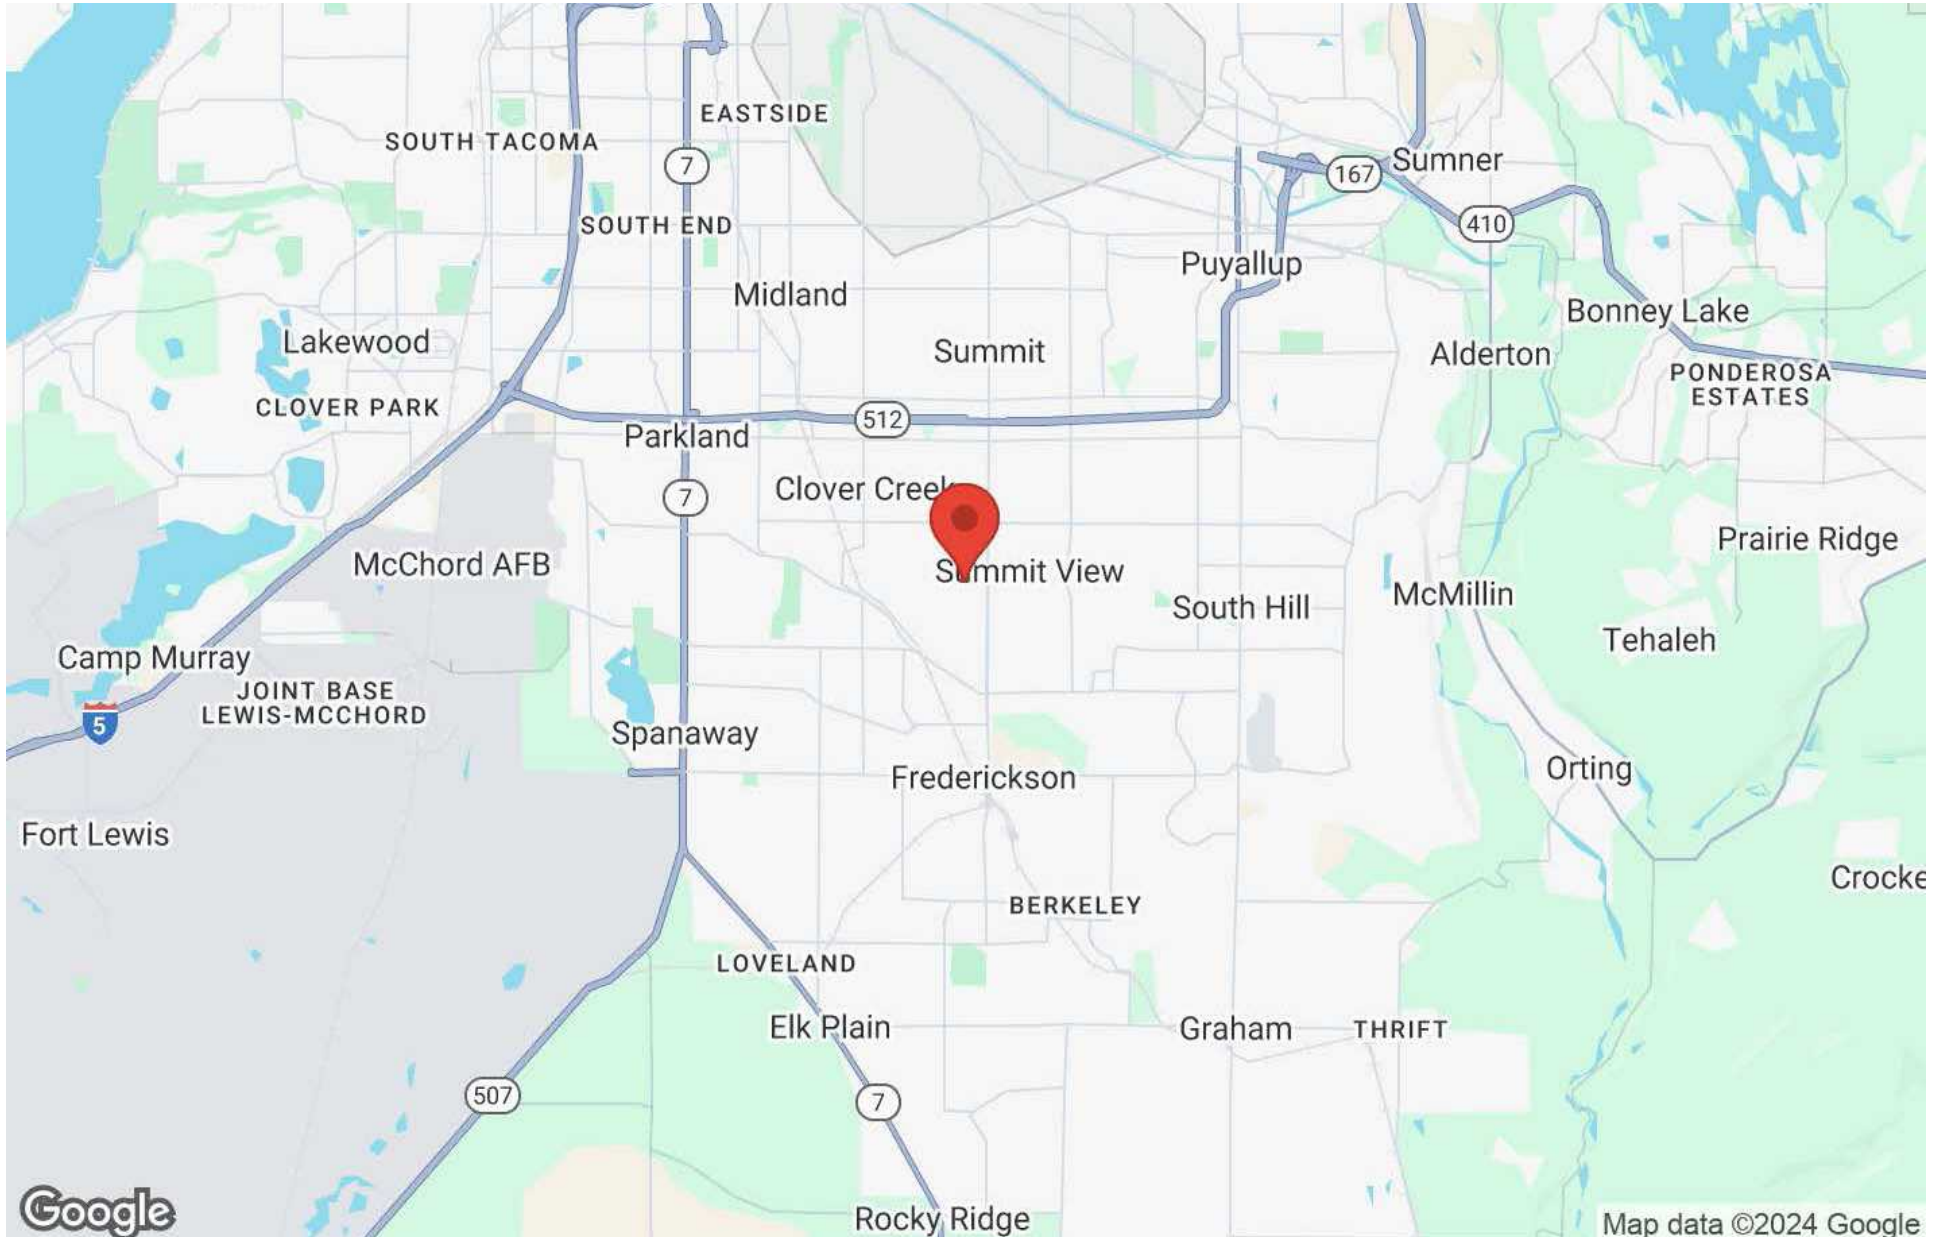 EASTSIDE
SOUTH TACOMA
7
167
Sumner
SOUTH END
410
Puyallup
Midland
Bonney Lake
Lakewood
Summit
Alderton
PONDEROSA
ESTATES
CLOVER PARK
512
Parkland
Clover Creek
7
Prairie Ridge
McChord AFB
Summit View
McMillin
South Hill
Tehaleh
Camp Murray
JOINT BASE
LEWIS-MCCHORD
5
Spanaway
Orting
Frederickson
Fort Lewis
Crocke
BERKELEY
LOVELAND
Elk Plain
Graham
THRIFT
507
7
Google
Rocky Ridge
Map data ©2024 Google